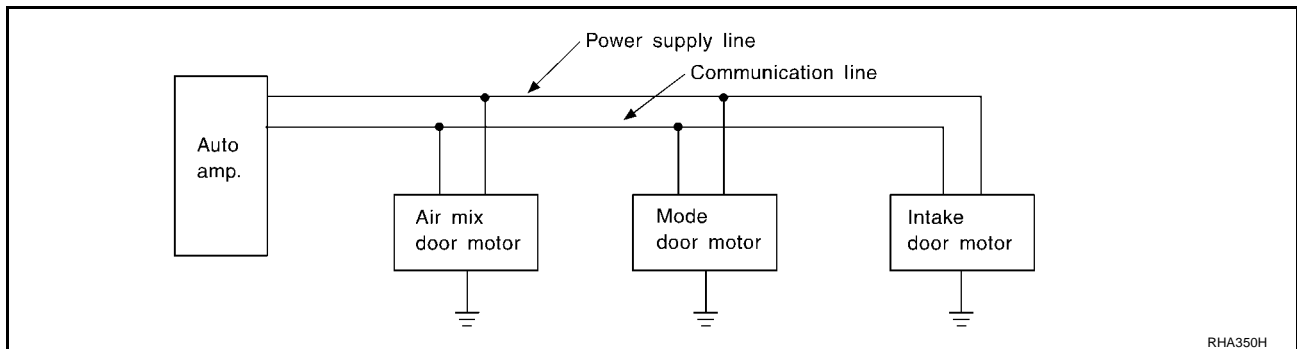 Power supply line
Communication line
Auto
amp.
Air mix
door motor
Mode
door motor
Intake
door motor
RHA350H